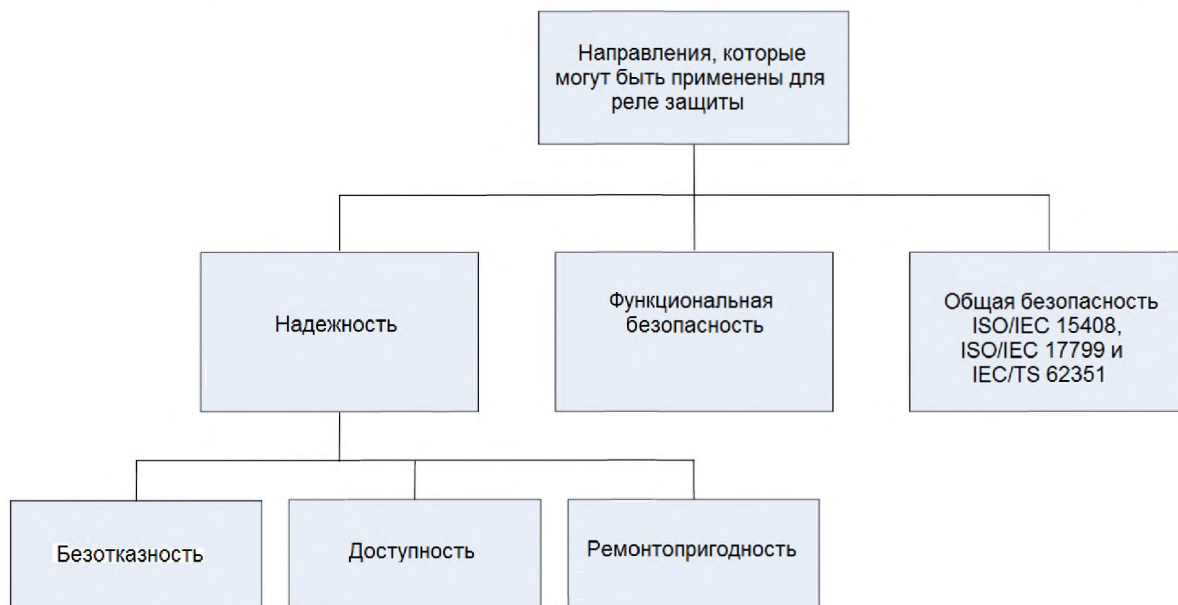 Направления, которые
могут быть применены для
реле защиты
Надежность
Функциональная
безопасность
Общая безопасность
ISO/IEC 15408,
ISO/IEC 17799 и
IEC/TS 62351
Безотказность
Доступность
Ремонтопригодность